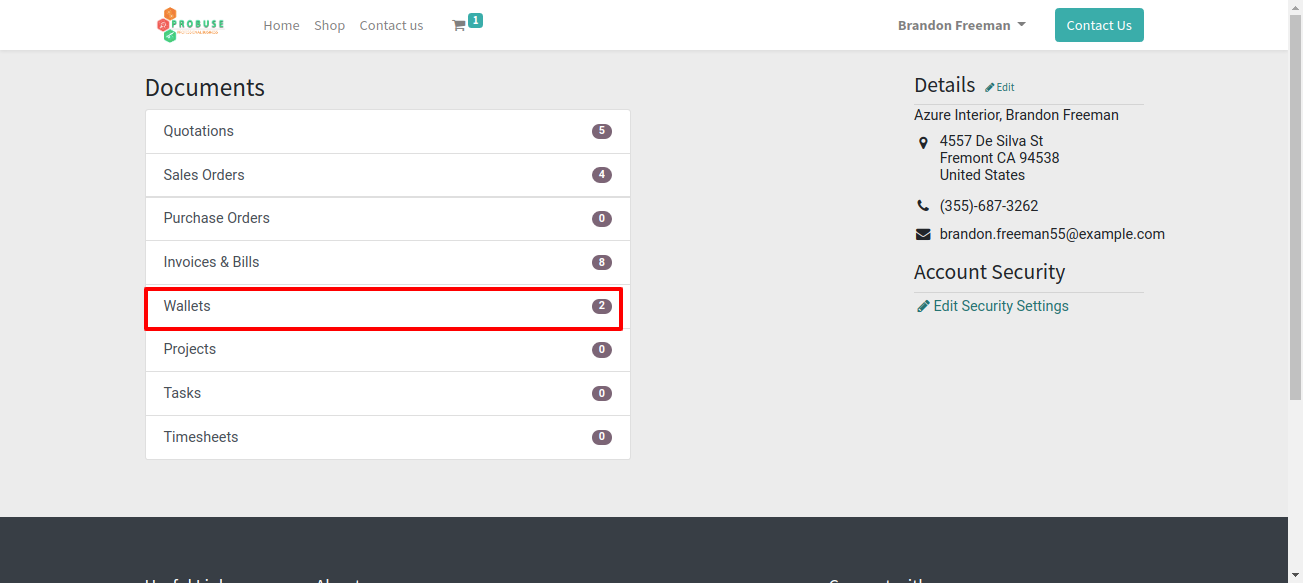 PROBUSE
Home
Shop
Contact us
1
Brandon Freeman
Contact Us
Documents
Quotations 5
Sales Orders 4
Purchase Orders 0
Invoices & Bills 8
Wallets 2
Projects 0
Tasks 0
Timesheets 0
Details Edit
Azure Interior, Brandon Freeman
4557 De Silva St
Fremont CA 94538
United States
(355)-687-3262
brandon.freeman55@example.com
Account Security
Edit Security Settings